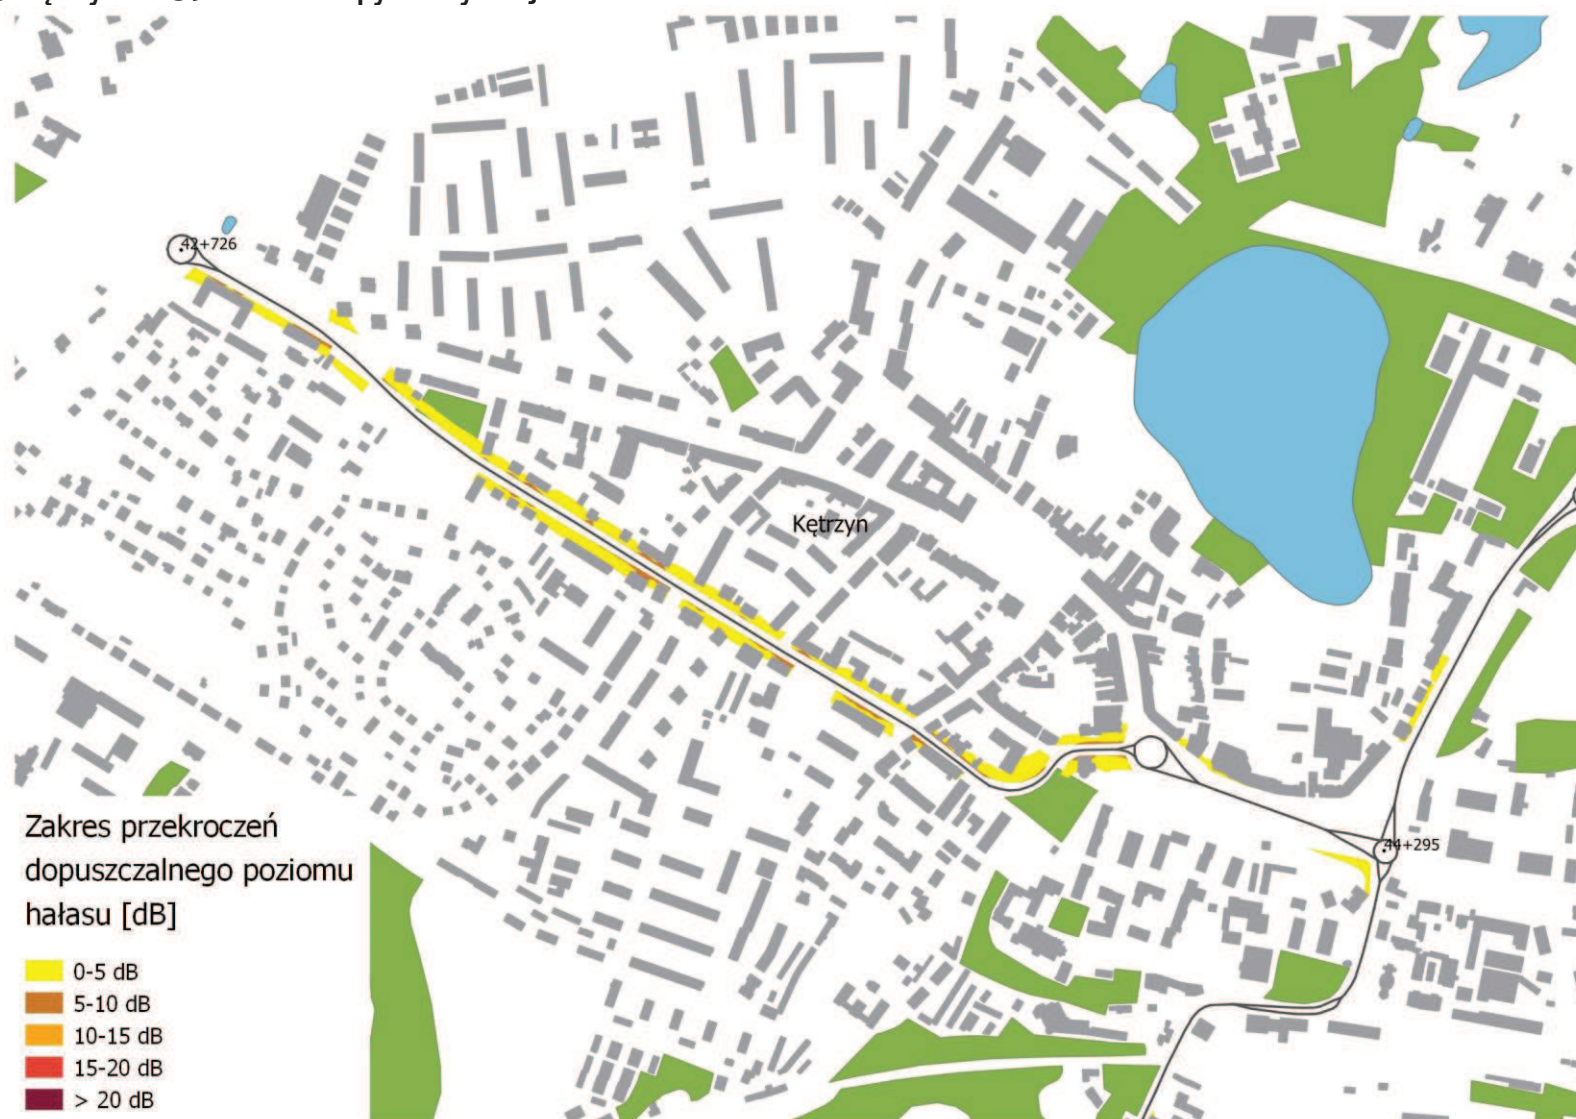 42+726
Kętrzyn
44+295
Zakres przekroczeń
dopuszczalnego poziomu
hałasu [dB]
0-5 dB
5-10 dB
10-15 dB
15-20 dB
> 20 dB